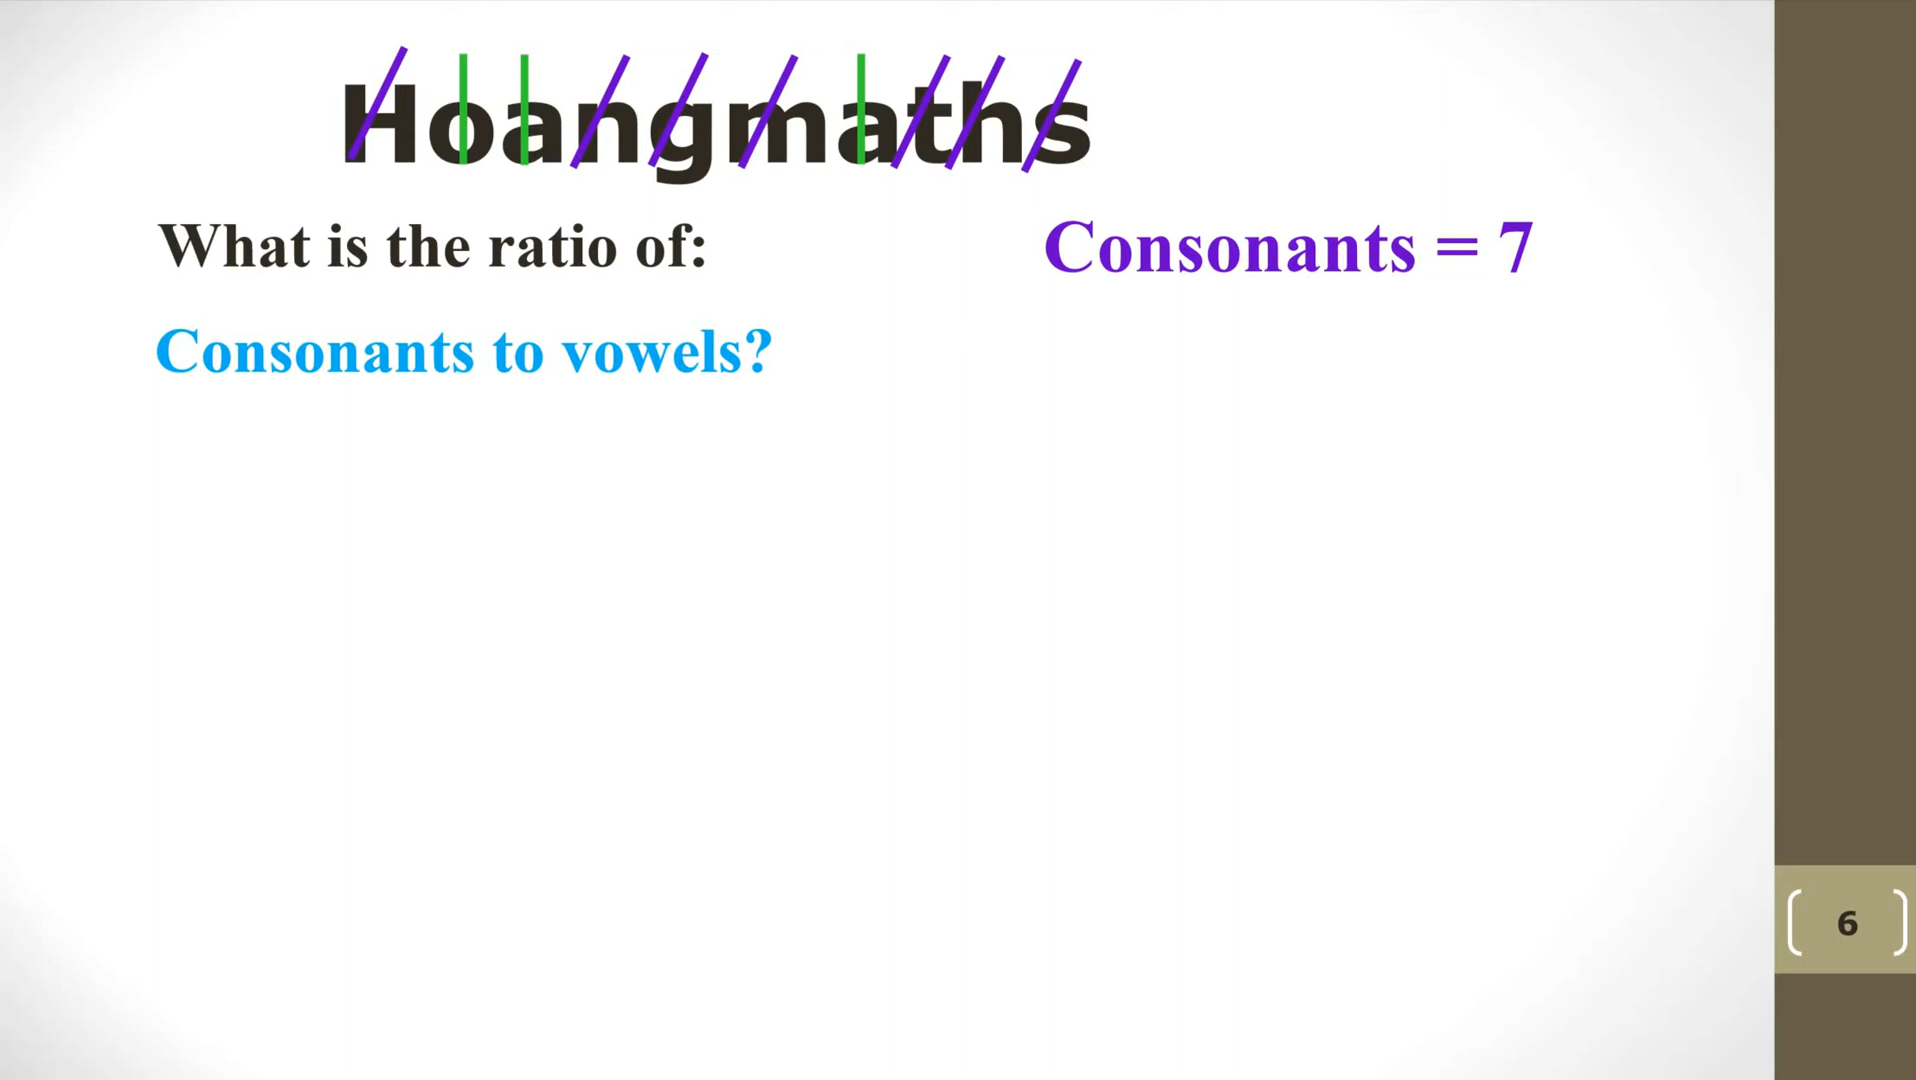 Hoangmaths
What is the ratio of:
Consonants = 7
Consonants to vowels?
6